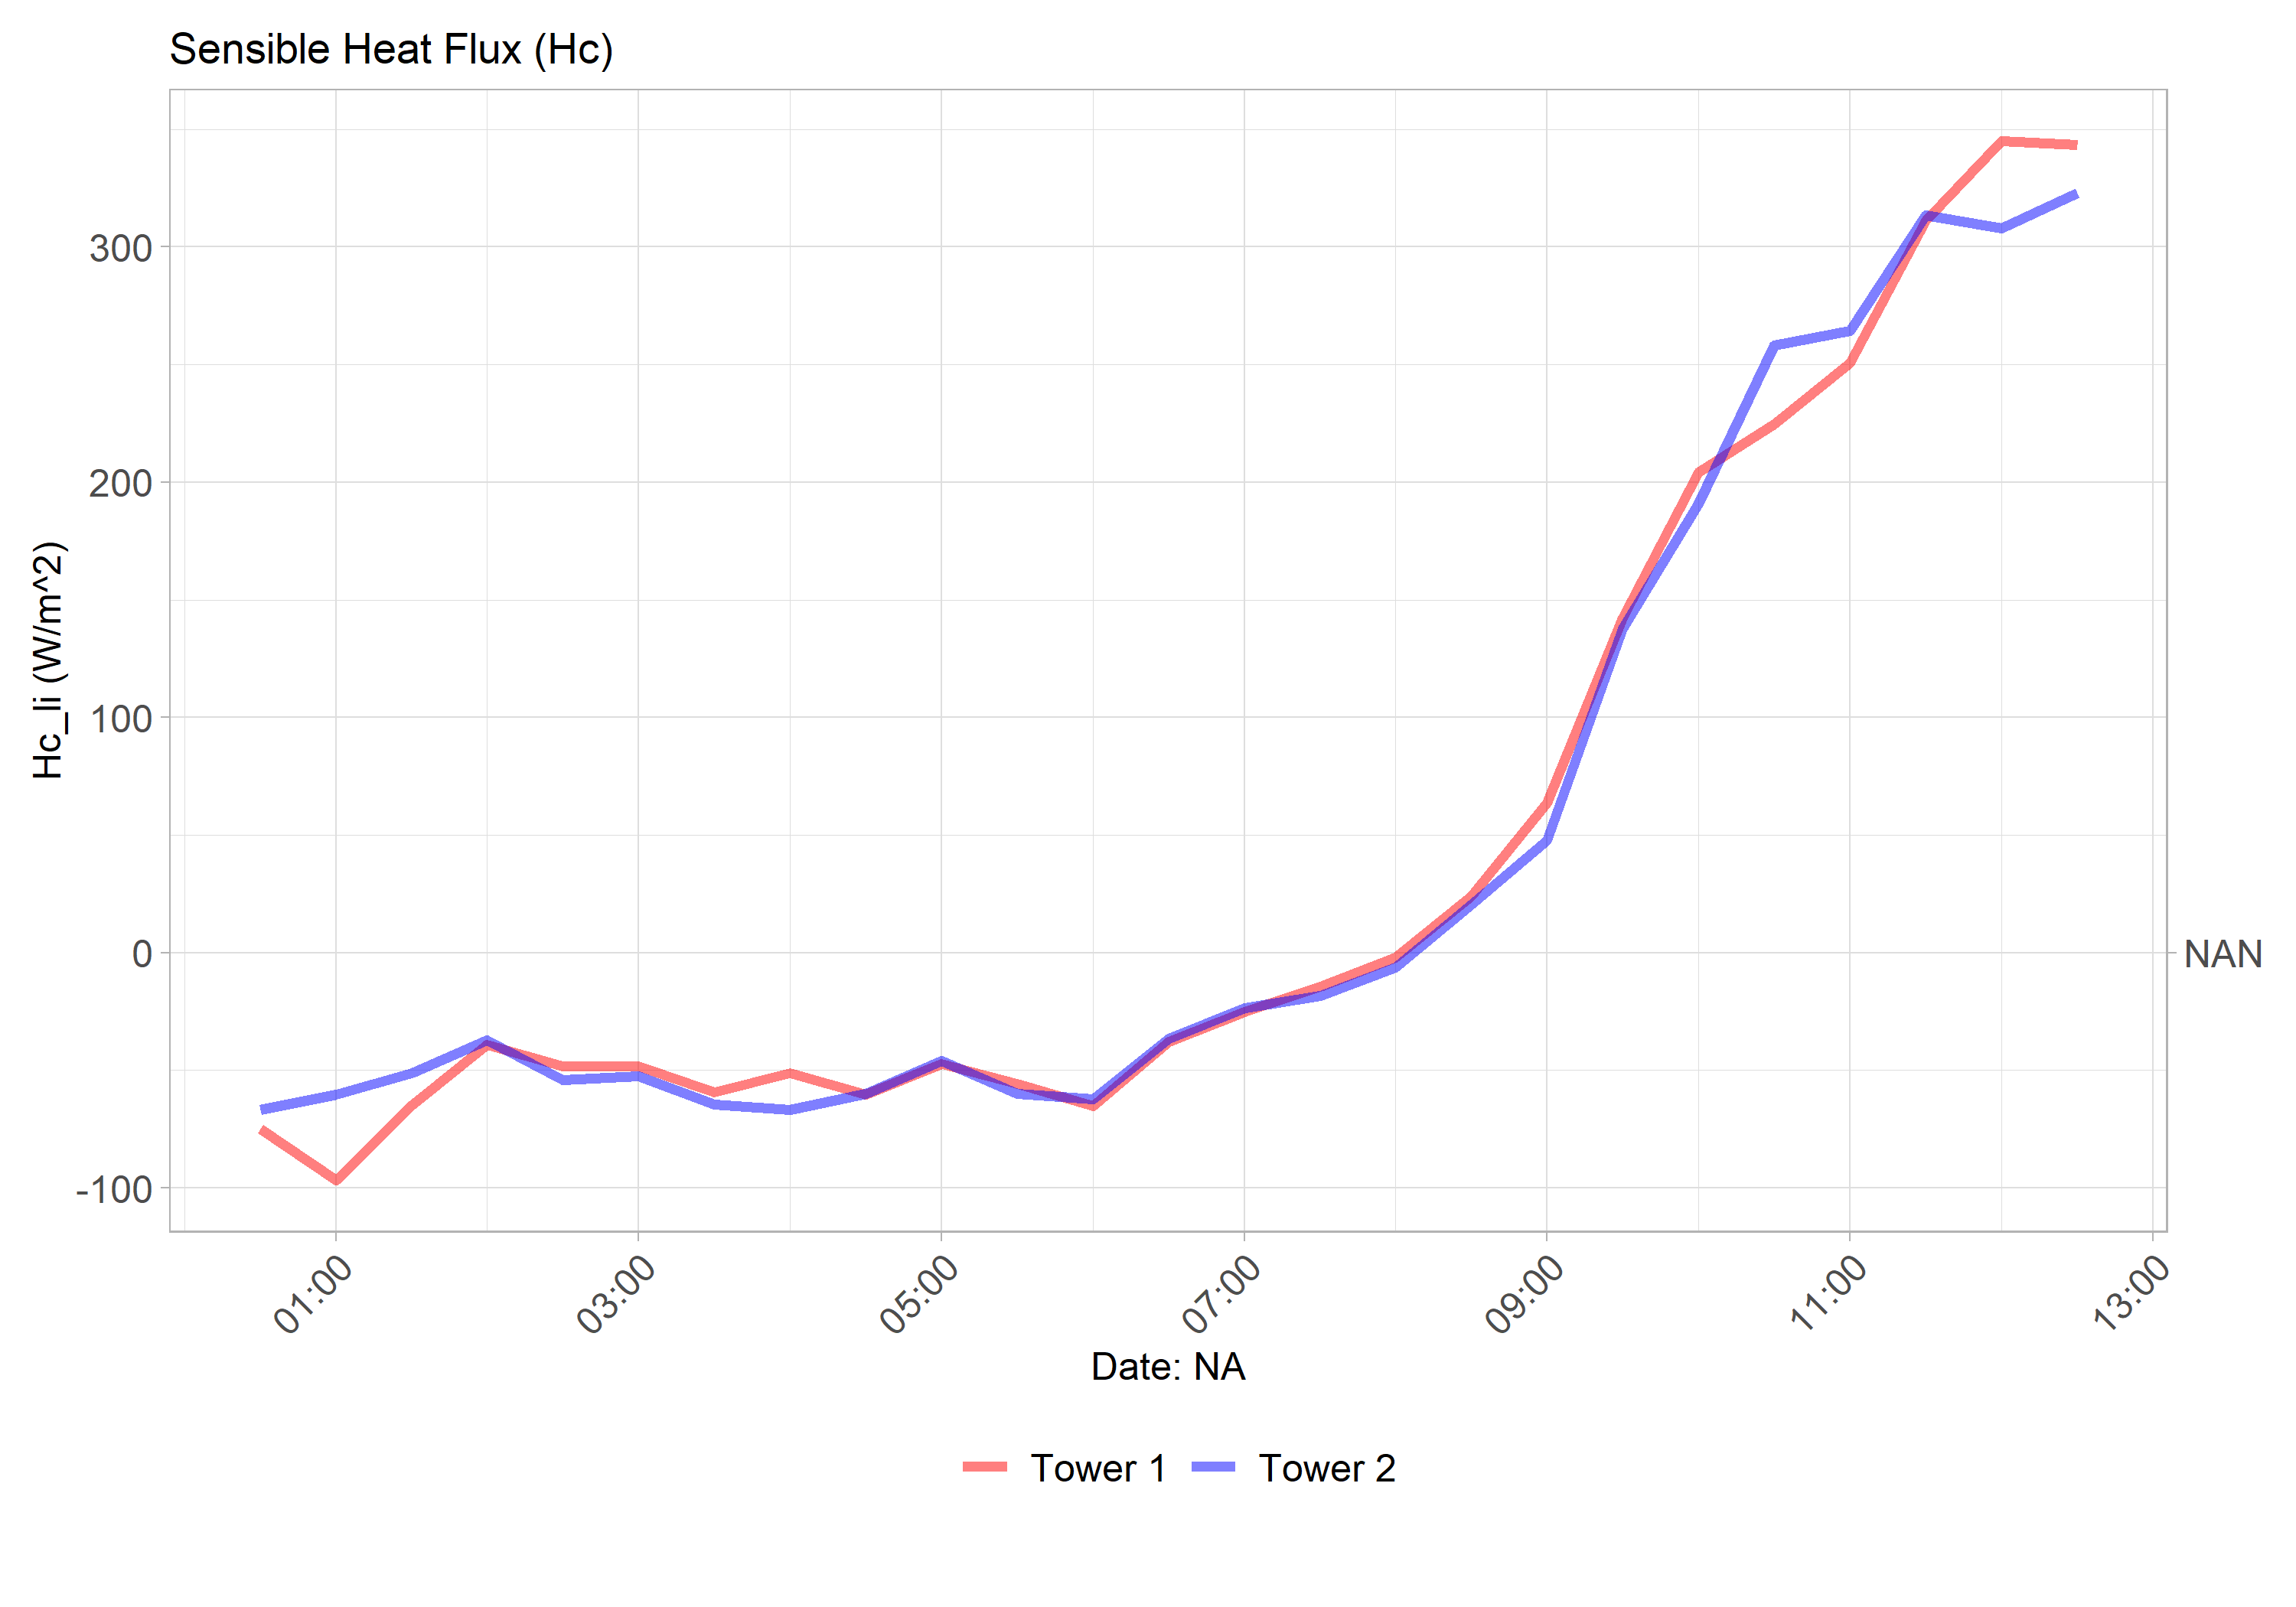 Sensible Heat Flux (Hc)
Hc_li (W/m^2)
300
200
100
0
-100
NAN
01:00
03:00
05:00
07:00
09:00
11:00
13:00
Date: NA
Tower 1
Tower 2